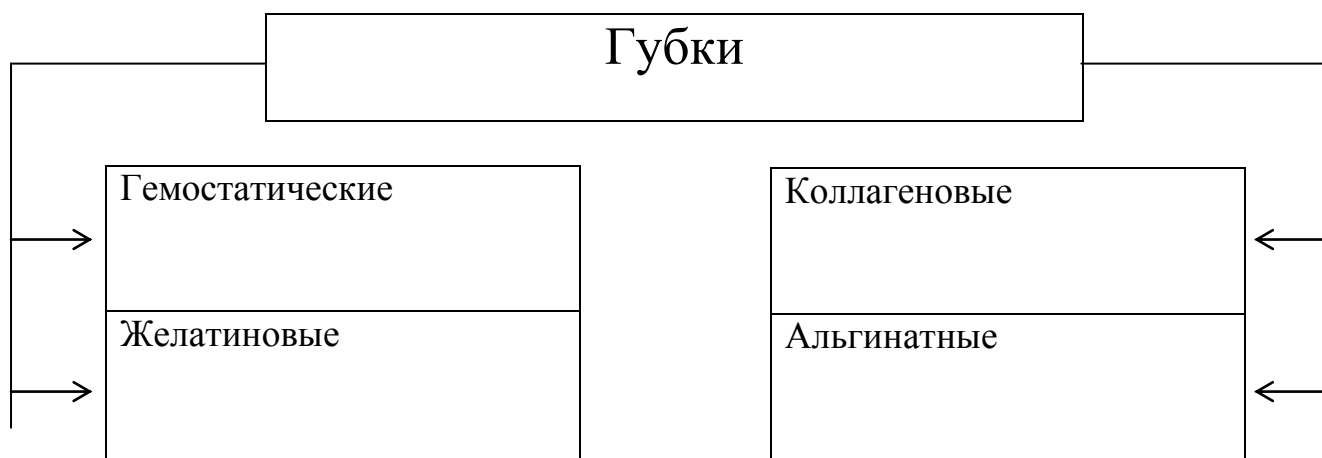 Губки
Гемостатические
Коллагеновые
Желатиновые
Альгинатные